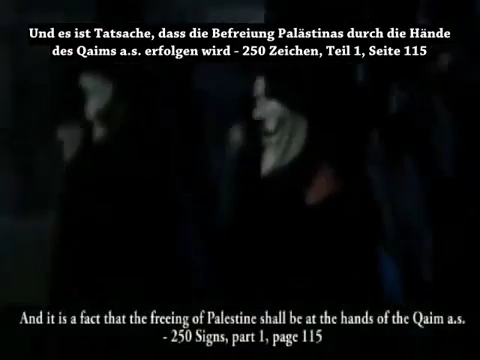 Und es ist Tatsache, dass die Befreiung Palästinas durch die Hände
des Qaims a.s. erfolgen wird - 250 Zeichen, Teil 1, Seite 115
And it is a fact that the freeing of Palestine shall be at the hands of the Qaim a.s.
- 250 Signs, part 1, page 115